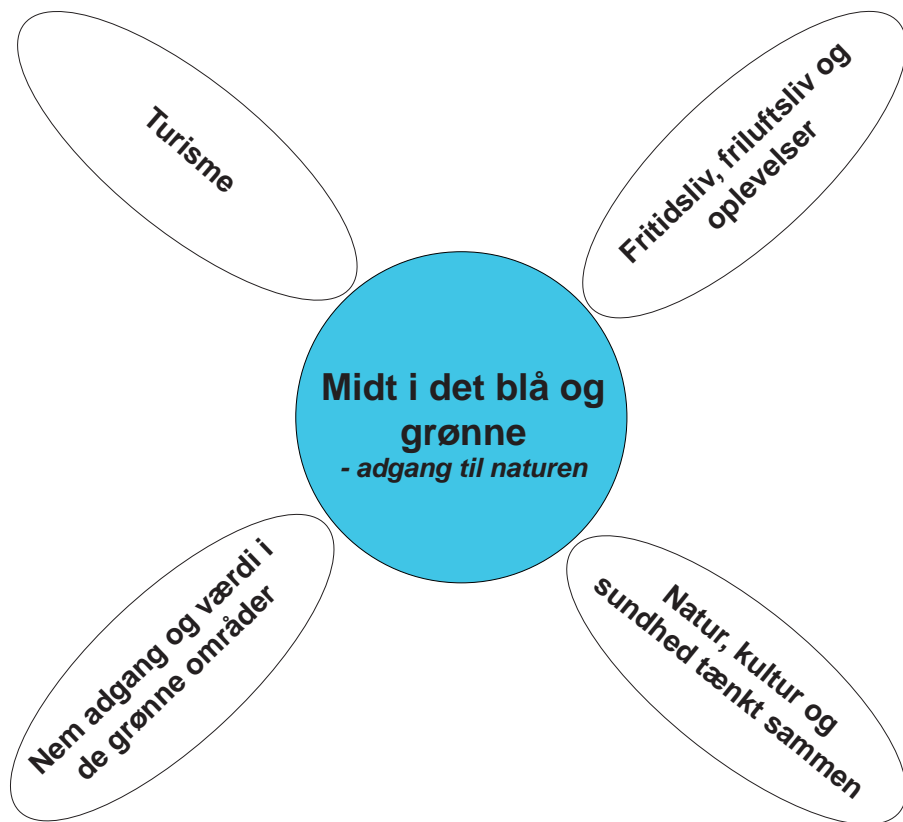 Turisme
Fritidsliv, friluftsliv og
oplevelser
Midt i det blå og
grønne
- adgang til naturen
Nem adgang og værdi i
de grønne områder
Natur, kultur og
sundhed tænkt sammen